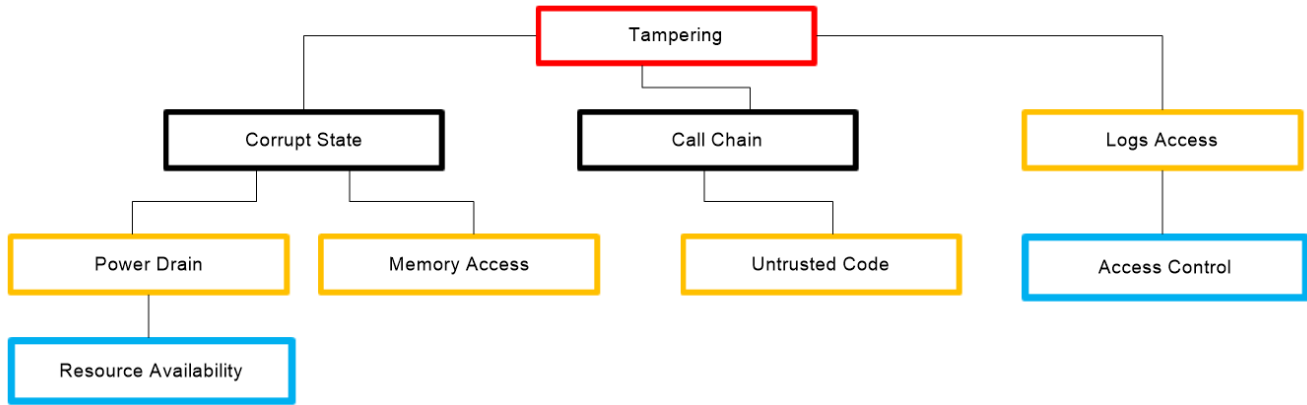 Tampering
Corrupt State
Call Chain
Logs Access
Power Drain
Memory Access
Untrusted Code
Access Control
Resource Availability